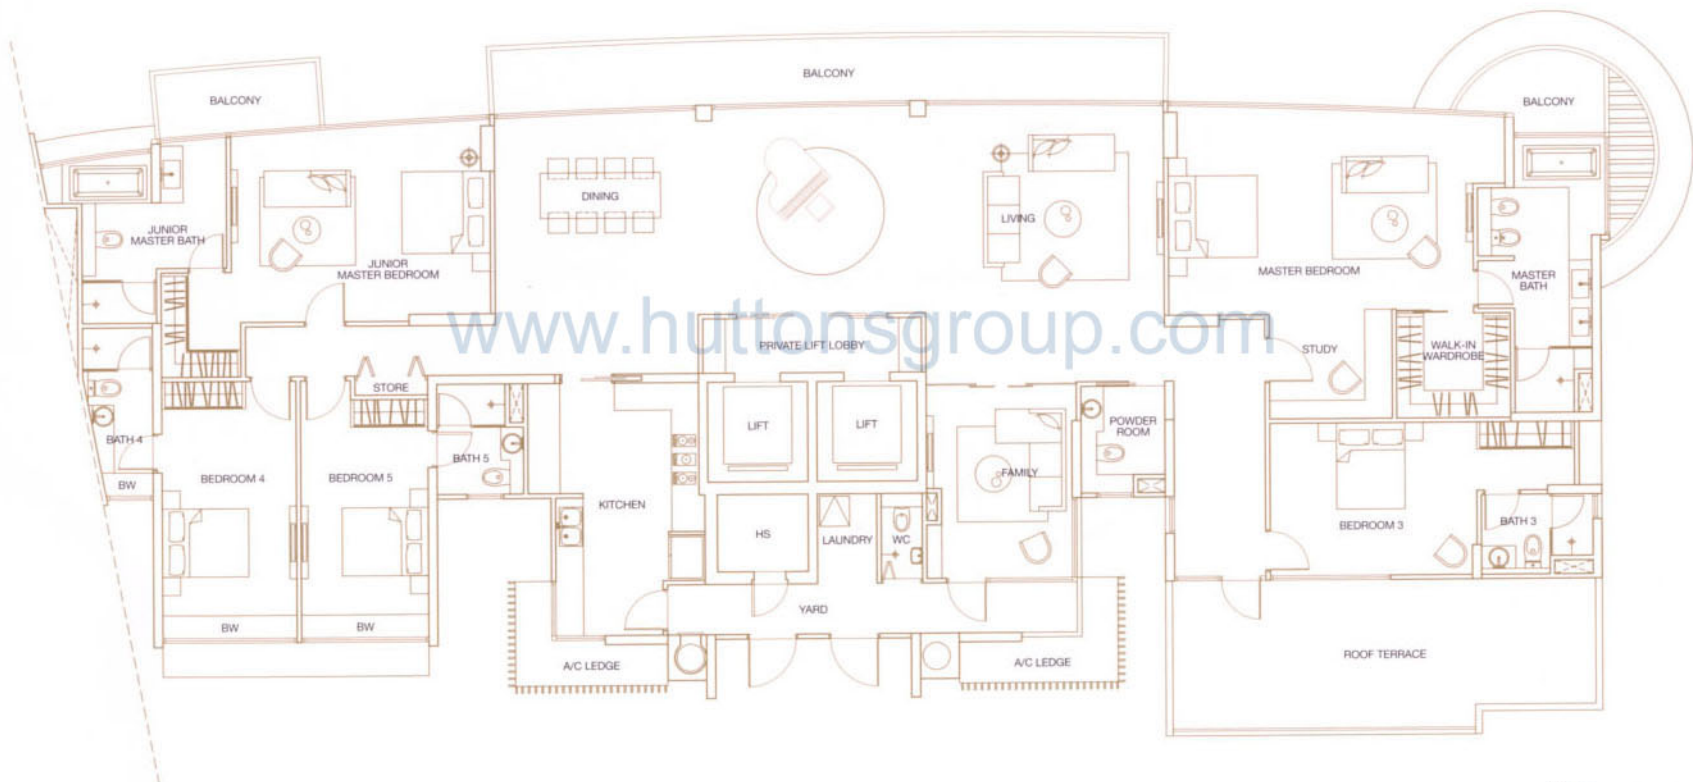 BALCONY
BALCONY
BALCONY
DINING
LIVING
JUNIOR
MASTER BATH
JUNIOR
MASTER BEDROOM
MASTER BEDROOM
MASTER
BATH
www.huttonsgroup.com
PRIVATE LIFT LOBBY
STUDY
WALK-IN
WARDROBE
STORE
LIFT
LIFT
POWDER
ROOM
BATH 4
BATH 5
FAMILY
BW
BEDROOM 4
BEDROOM 5
KITCHEN
BEDROOM 3
BATH 3
HS
LAUNDRY
WC
YARD
BW
BW
A/C LEDGE
A/C LEDGE
ROOF TERRACE